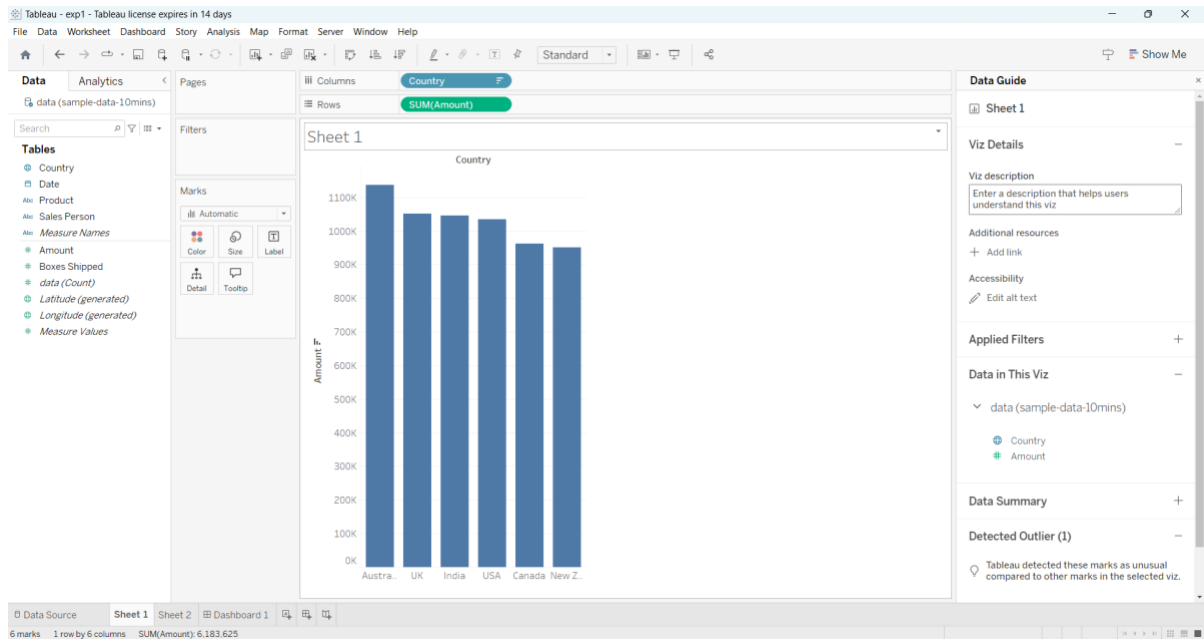 Tableau - exp1 - Tableau license expires in 14 days
File Data Worksheet Dashboard Story Analysis Map Format Server Window Help
Standard
Show Me
Data Analytics
data (sample-data-10mins)
Search
Tables
Country
Date
Abc Product
Abc Sales Person
Abc Measure Names
# Amount
# Boxes Shipped
# data (Count)
Latitude (generated)
Longitude (generated)
# Measure Values
Pages
Filters
Marks
Automatic
Color Size Label
Detail Tooltip
Columns Country
Rows SUM(Amount)
Sheet 1
Country
Amount
1100K
1000K
900K
800K
700K
600K
500K
400K
300K
200K
100K
0K
Austra.. UK India USA Canada New Z..
Data Guide
Sheet 1
Viz Details
Viz description
Enter a description that helps users
understand this viz
Additional resources
Add link
Accessibility
Edit alt text
Applied Filters
Data in This Viz
data (sample-data-10mins)
Country
# Amount
Data Summary
Detected Outlier (1)
Tableau detected these marks as unusual
compared to other marks in the selected viz.
Data Source Sheet 1 Sheet 2 Dashboard 1
6 marks 1 row by 6 columns SUM(Amount): 6,183,625